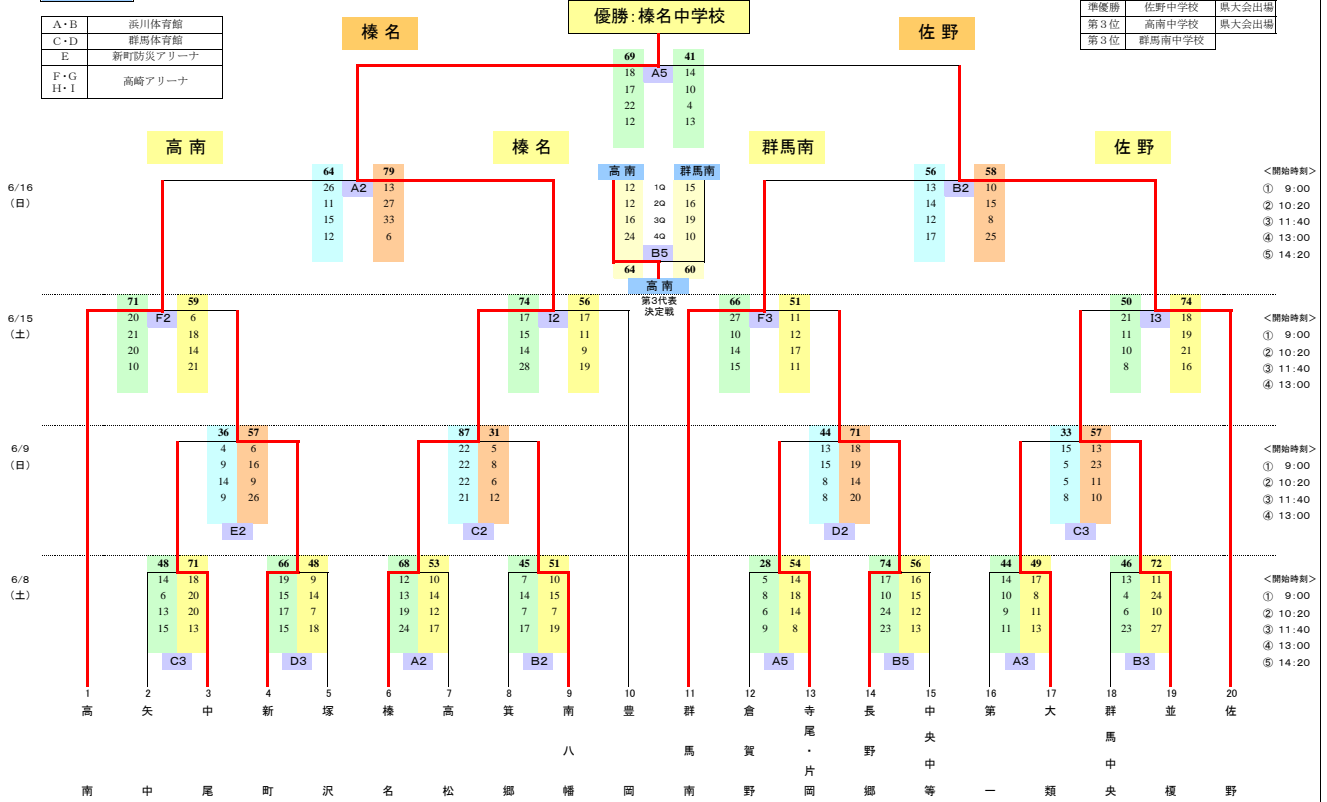 優勝：榛名中学校
A・B 浜川体育館
C・D 群馬体育館
E 新町防災アリーナ
F・G
H・I 高崎アリーナ
準優勝 佐野中学校 県大会出場
第３位 高南中学校 県大会出場
第３位 群馬南中学校
榛 名 佐 野
69 41
18 A5 14
17 10
22 4
12 13
高 南 榛 名 群馬南 佐 野
6/16
（日）
64 79
26 A2 13
11 27
15 33
12 6
高 南 群馬南
12 1Q 15
12 2Q 16
16 3Q 19
24 4Q 10
B5
64 60
高 南
第３代表
決定戦
56 58
13 B2 10
14 15
12 8
17 25
＜開始時刻＞
① 9:00
② 10:20
③ 11:40
④ 13:00
⑤ 14:20
6/15
（土）
71 59
20 F2 6
21 18
20 14
10 21
74 56
17 I2 17
15 11
14 9
28 19
66 51
27 F3 11
10 12
14 17
15 11
50 74
21 I3 18
11 19
10 21
8 16
＜開始時刻＞
① 9:00
② 10:20
③ 11:40
④ 13:00
6/9
（日）
36 57
4 6
9 16
14 9
9 26
E2
87 31
22 5
22 8
22 6
21 12
C2
44 71
13 18
15 19
8 14
8 20
D2
33 57
15 13
5 23
5 11
8 10
C3
＜開始時刻＞
① 9:00
② 10:20
③ 11:40
④ 13:00
6/8
（土）
48 71
14 18
6 20
13 20
15 13
C3
66 48
19 9
15 14
17 7
15 18
D3
68 53
12 10
13 14
19 12
24 17
A2
45 51
7 10
14 15
7 7
17 19
B2
28 54
5 14
8 18
6 14
9 8
A5
74 56
17 16
10 15
24 12
23 13
B5
44 49
14 17
10 8
9 11
11 13
A3
46 72
13 11
4 24
6 10
23 27
B3
＜開始時刻＞
① 9:00
② 10:20
③ 11:40
④ 13:00
⑤ 14:20
1 高南
2 矢中
3 中尾
4 新町
5 塚沢
6 榛名
7 高松
8 箕郷
9 南八幡
10 豊岡
11 群馬南
12 倉賀野
13 寺尾・片岡
14 長野郷
15 中央中等
16 第一
17 大類
18 群馬中央
19 並榎
20 佐野